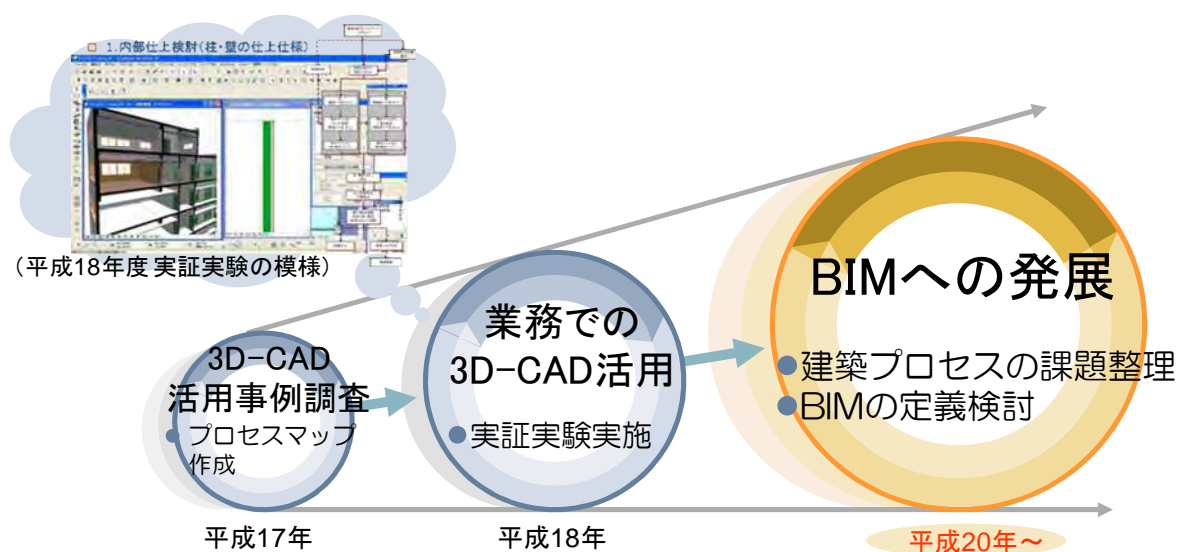 1.内部仕上検討(柱・壁の仕上仕様)
(平成18年度 実証実験の模様)
3D-CAD
活用事例調査
●プロセスマップ
作成
業務での
3D-CAD活用
●実証実験実施
BIMへの発展
●建築プロセスの課題整理
●BIMの定義検討
平成17年
平成18年
平成20年~